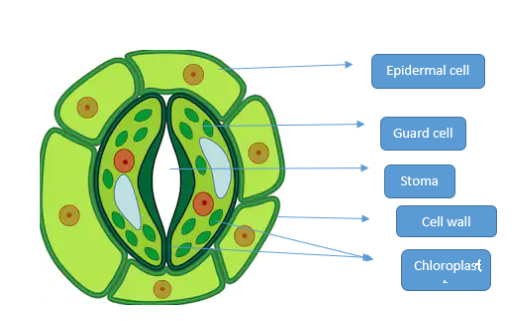 Epidermal cell
Guard cell
Stoma
Cell wall
Chloroplast